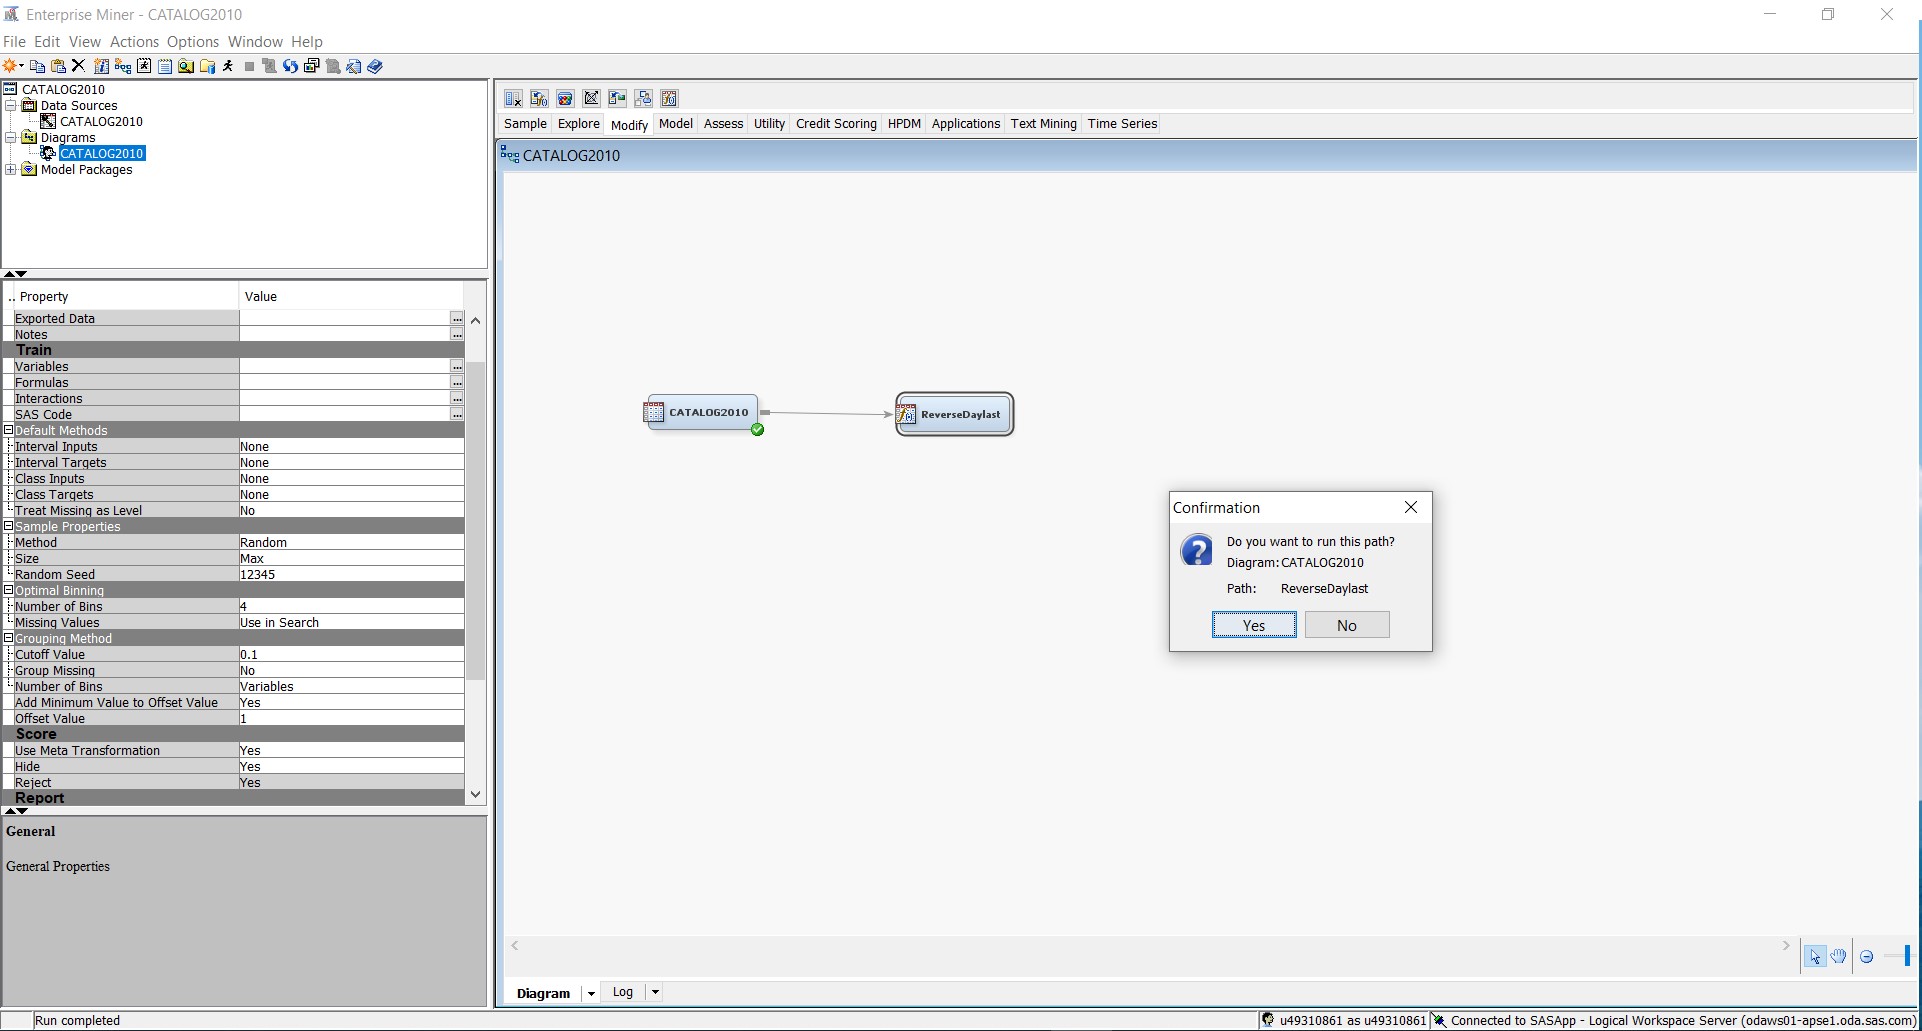 Enterprise Miner - CATALOG2010
File Edit View Actions Options Window Help
CATALOG2010
Data Sources
CATALOG2010
Diagrams
CATALOG2010
Model Packages
.. Property Value
Exported Data ...
Notes ...
Train
Variables ...
Formulas ...
Interactions ...
SAS Code ...
Default Methods
Interval Inputs None
Interval Targets None
Class Inputs None
Class Targets None
Treat Missing as Level No
Sample Properties
Method Random
Size Max
Random Seed 12345
Optimal Binning
Number of Bins 4
Missing Values Use in Search
Grouping Method
Cutoff Value 0.1
Group Missing No
Number of Bins Variables
Add Minimum Value to Offset Value Yes
Offset Value 1
Score
Use Meta Transformation Yes
Hide Yes
Reject Yes
Report
General
General Properties
Sample Explore Modify Model Assess Utility Credit Scoring HPDM Applications Text Mining Time Series
CATALOG2010
CATALOG2010
ReverseDaylast
Confirmation
Do you want to run this path?
Diagram: CATALOG2010
Path: ReverseDaylast
Yes No
Diagram Log
Run completed
u49310861 as u49310861 Connected to SASApp - Logical Workspace Server (odaws01-apse1.oda.sas.com)